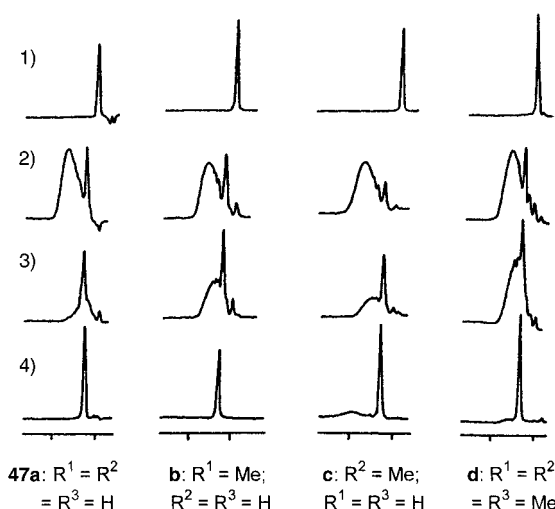 1)
2)
3)
4)
47a: R¹ = R² = R³ = H
b: R¹ = Me; R² = R³ = H
c: R² = Me; R¹ = R³ = H
d: R¹ = R² = R³ = Me